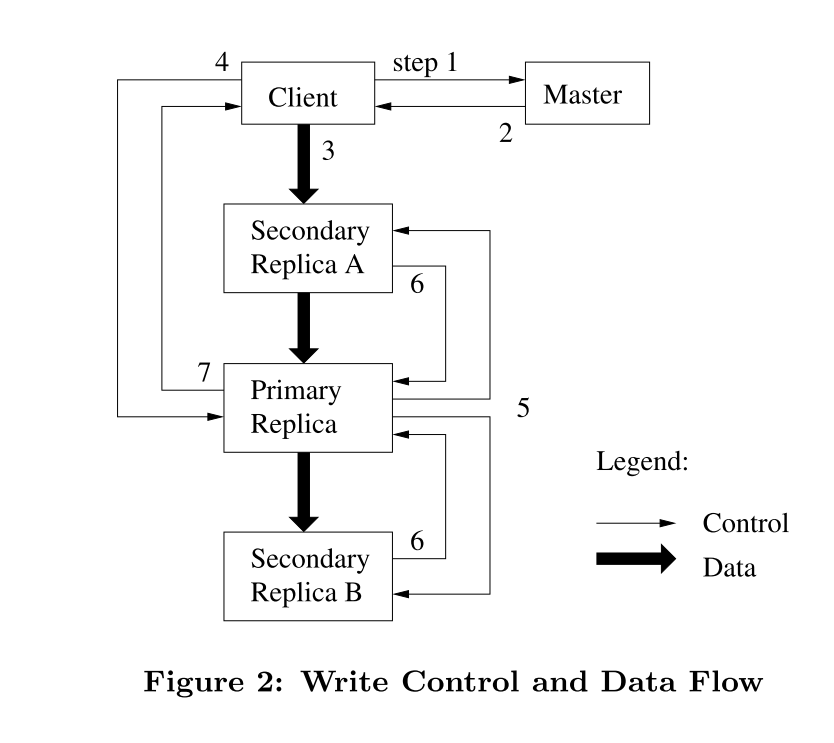 4
step 1
Client
Master
2
3
Secondary
Replica A
6
7
Primary
Replica
5
Legend:
Control
6
Secondary
Replica B
Data
Figure 2: Write Control and Data Flow